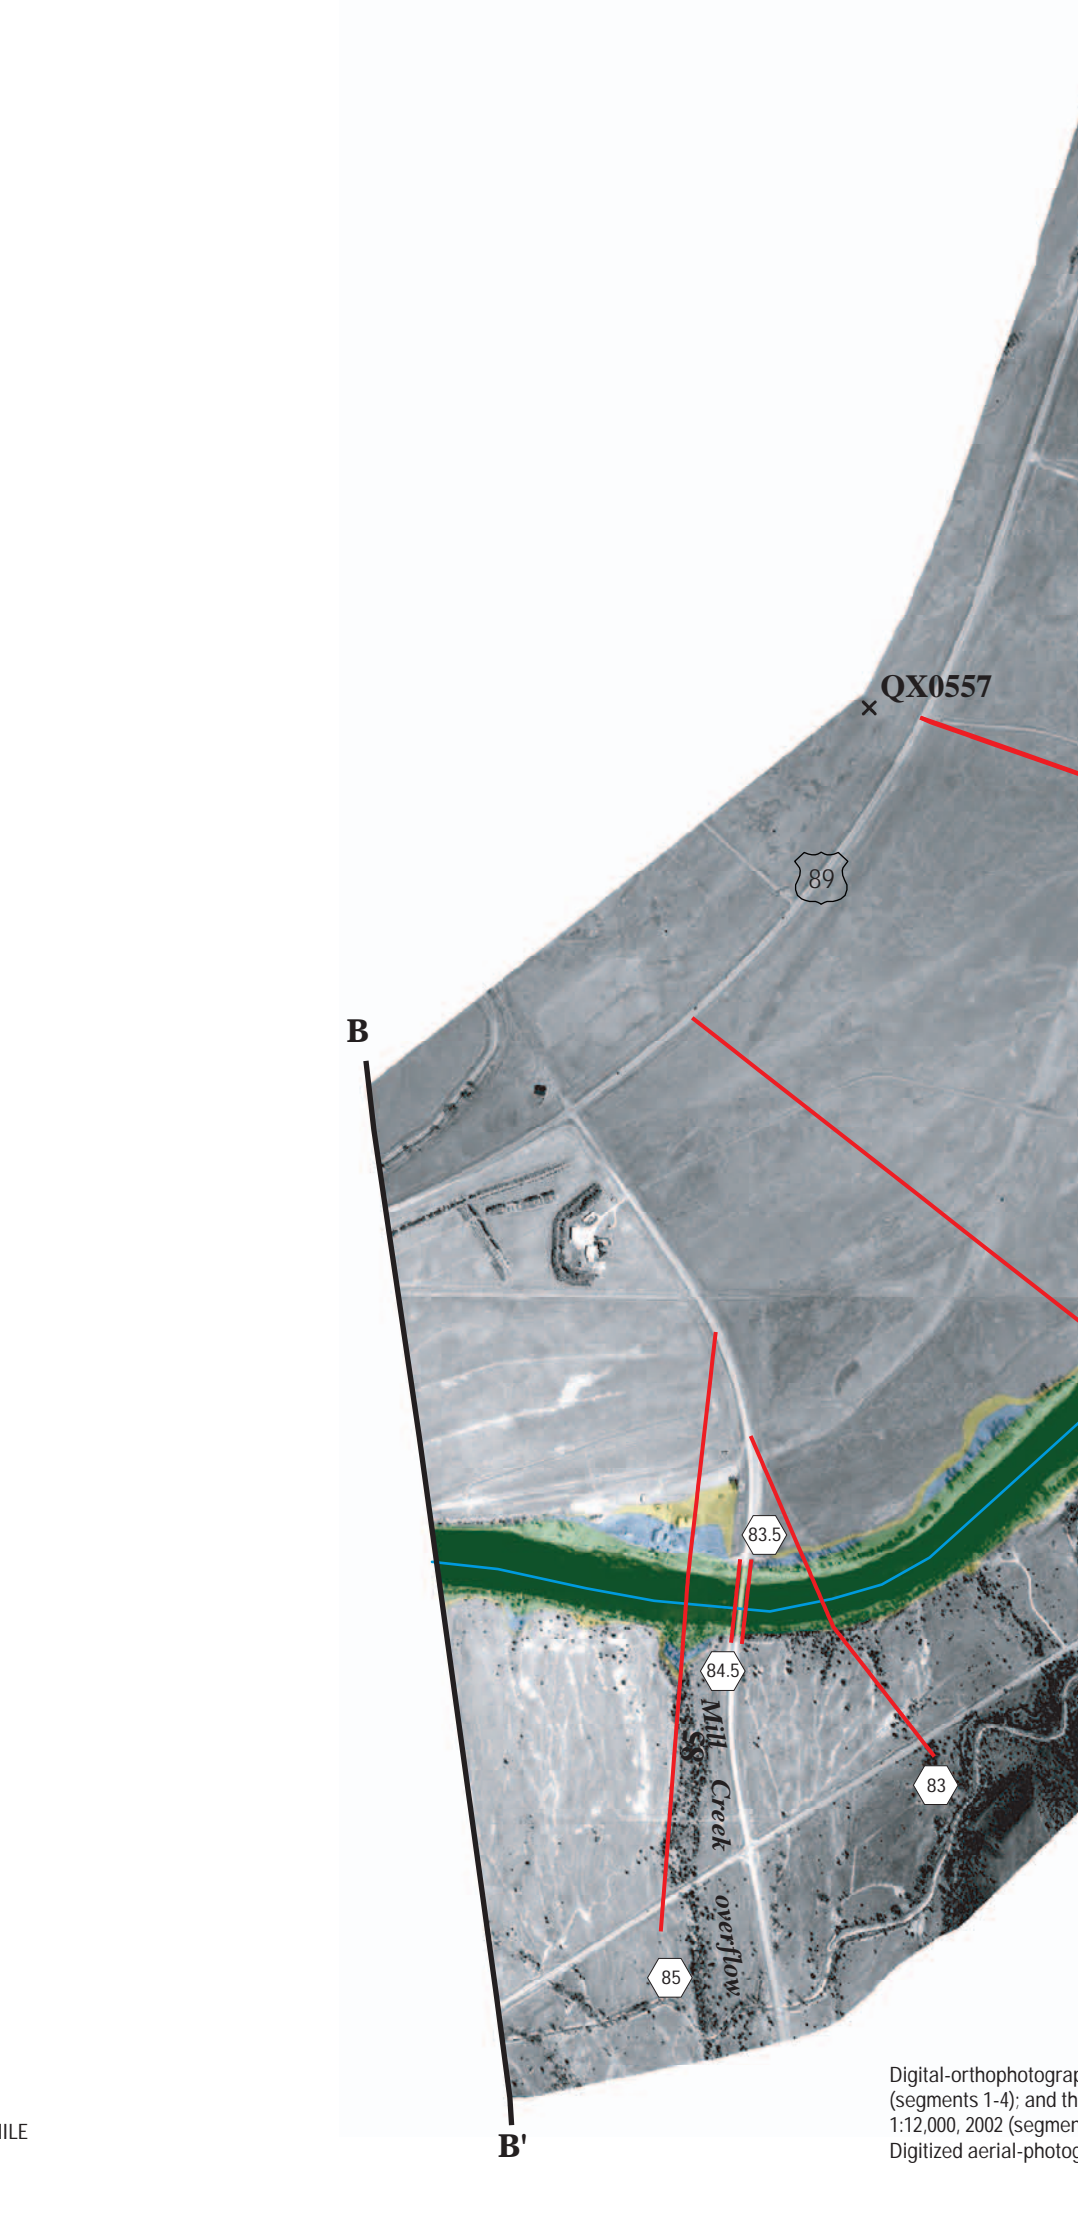 QX0557
89
B
83.5
84.5
Mill Creek overflow
83
85
Digital-orthophotograp
(segments 1-4); and th
1:12,000, 2002 (segmen
Digitized aerial-photog
ILE
B'